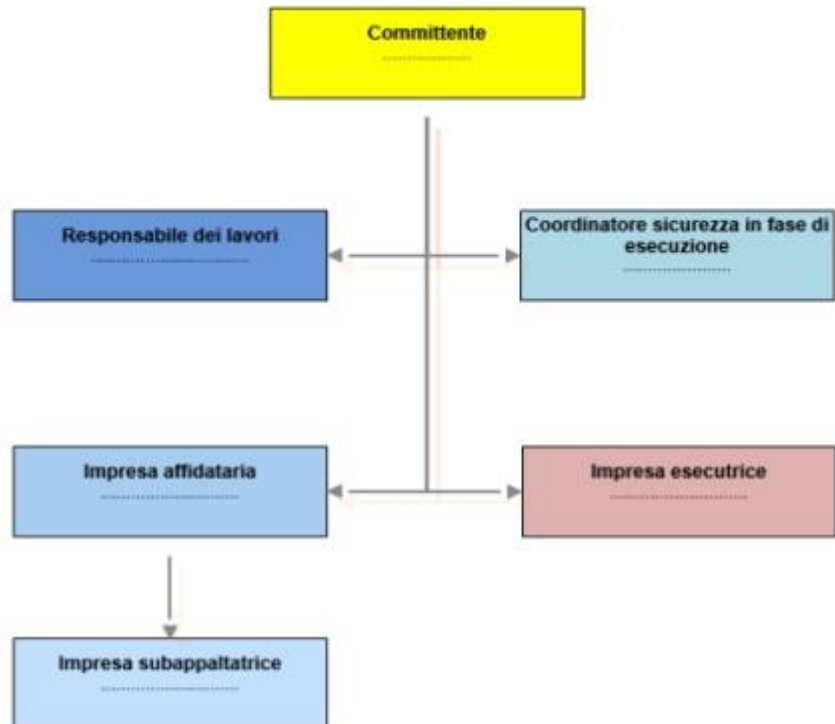 Committente
....................
Responsabile dei lavori
....................................
Coordinatore sicurezza in fase di
esecuzione
.........................
Impresa affidataria
................................
Impresa esecutrice
................................
Impresa subappaltatrice
................................